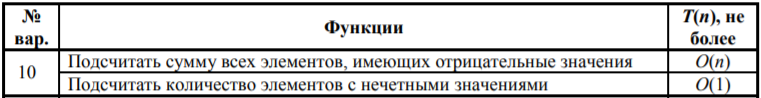 № вар.
Функции
T(n), не более
10
Подсчитать сумму всех элементов, имеющих отрицательные значения
O(n)
Подсчитать количество элементов с нечетными значениями
O(1)